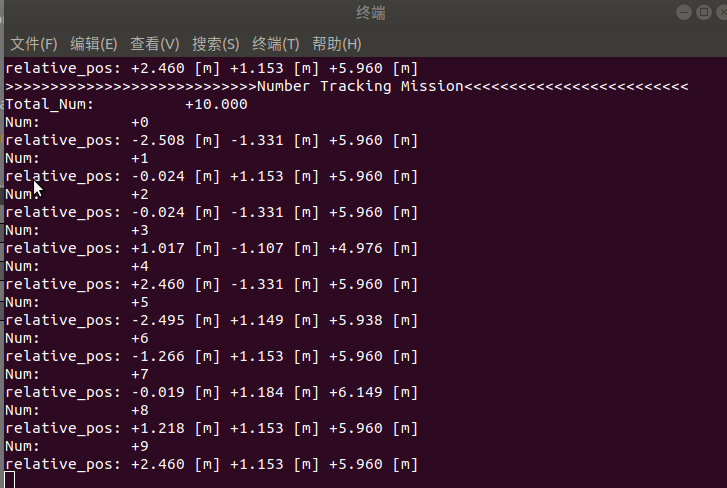 终端
文件(F) 编辑(E) 查看(V) 搜索(S) 终端(T) 帮助(H)
relative_pos: +2.460 [m] +1.153 [m] +5.960 [m]
>>>>>>>>>>>>>>>>>>>>>>>>>>>>Number Tracking Mission<<<<<<<<<<<<<<<<<<<<<<<<<
Total_Num:          +10.000
Num:          +0
relative_pos: -2.508 [m] -1.331 [m] +5.960 [m]
Num:          +1
relative_pos: -0.024 [m] +1.153 [m] +5.960 [m]
Num:          +2
relative_pos: -0.024 [m] -1.331 [m] +5.960 [m]
Num:          +3
relative_pos: +1.017 [m] -1.107 [m] +4.976 [m]
Num:          +4
relative_pos: +2.460 [m] -1.331 [m] +5.960 [m]
Num:          +5
relative_pos: -2.495 [m] +1.149 [m] +5.938 [m]
Num:          +6
relative_pos: -1.266 [m] +1.153 [m] +5.960 [m]
Num:          +7
relative_pos: -0.019 [m] +1.184 [m] +6.149 [m]
Num:          +8
relative_pos: +1.218 [m] +1.153 [m] +5.960 [m]
Num:          +9
relative_pos: +2.460 [m] +1.153 [m] +5.960 [m]